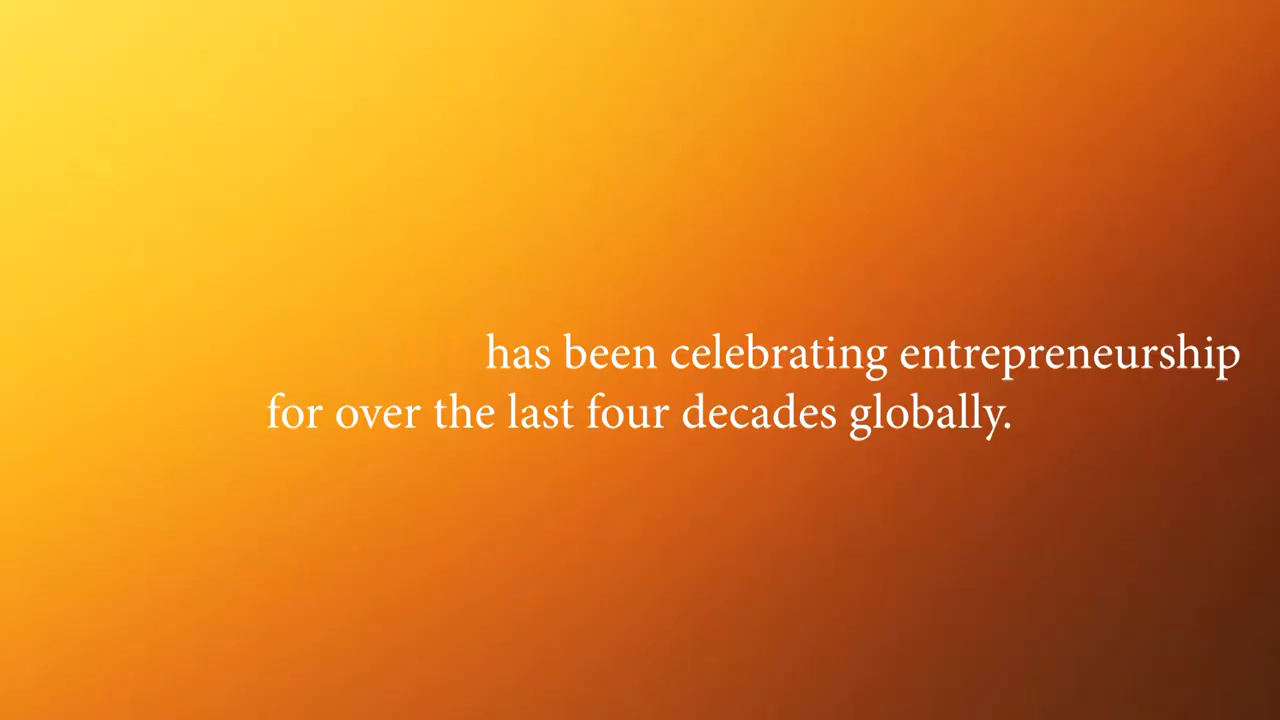 has been celebrating entrepreneurship
for over the last four decades globally.